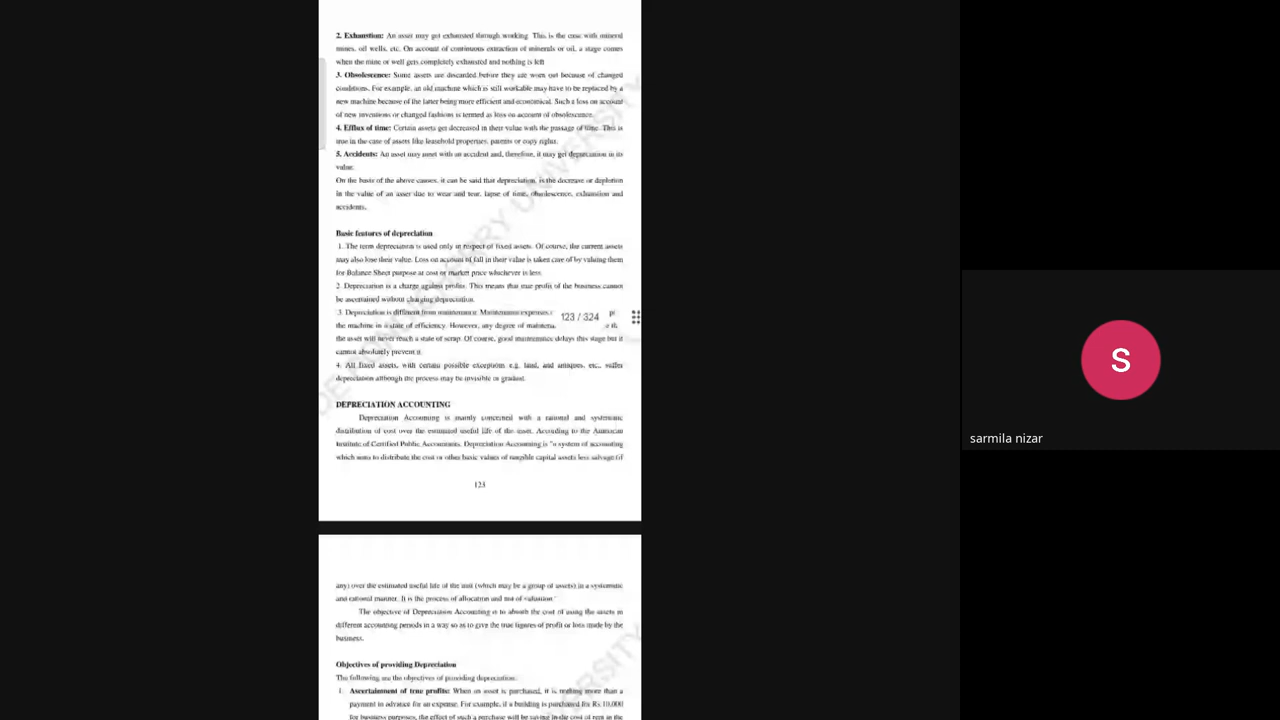 2. Exhaustion: An asset may get exhausted through working. This is the case with mineral
mines, oil wells, etc. On account of continuous extraction of minerals or oil, a stage comes
when the mine or well gets completely exhausted and nothing is left
3. Obsolescence: Some assets are discarded before they are worn out because of changed
conditions. For example, an old machine which is still workable may have to be replaced by a
new machine because of the latter being more efficient and economical. Such a loss on account
of new inventions or changed fashions is termed as loss on account of obsolescence.
4. Efflux of time: Certain assets get decreased in their value with the passage of time. This is
true in the case of assets like leasehold properties, patents or copy rights.
5. Accidents: An asset may meet with an accident and, therefore, it may get depreciation in its
value.
On the basis of the above causes, it can be said that depreciation, is the decrease or depletion
in the value of an asset due to wear and tear, lapse of time, obsolescence, exhaustion and
accidents.
Basic features of depreciation
1. The term depreciation is used only in respect of fixed assets. Of course, the current assets
may also lose their value. Loss on account of fall in their value is taken care of by valuing them
for Balance Sheet purpose at cost or market price whichever is less.
2. Depreciation is a charge against profits. This means that true profit of the business cannot
be ascertained without charging depreciation.
3. Depreciation is different from maintenance. Maintenance expenses
123 / 324
the machine in a state of efficiency. However, any degree of
the asset will never reach a state of scrap. Of course, good maintenance delays this stage but it
cannot absolutely prevent it.
4. All fixed assets, with certain possible exceptions e.g. land, and antiques, etc., suffer
depreciation although the process may be invisible or gradual.
DEPRECIATION ACCOUNTING
Depreciation Accounting is mainly concerned with a rational and systematic
distribution of cost over the estimated useful life of the asset. According to the American
Institute of Certified Public Accountants, Depreciation Accounting is "a system of accounting
which aims to distribute the cost or other basic values of tangible capital assets less salvage (if
123
any) over the estimated useful life of the unit (which may be a group of assets) in a systematic
and rational manner. It is the process of allocation and not of valuation."
The objective of Depreciation Accounting is to absorb the cost of using the assets in
different accounting periods in a way so as to give the true figures of profit or loss made by the
business.
Objectives of providing Depreciation
The following are the objectives of providing depreciation:
1. Ascertainment of true profits: When an asset is purchased, it is nothing more than a
payment in advance for an expense. For example, if a building is purchased for Rs.10,000
for business purposes, the effect of such a purchase will be saving in the cost of rent in the
UNIVERSITY
S
sarmila nizar